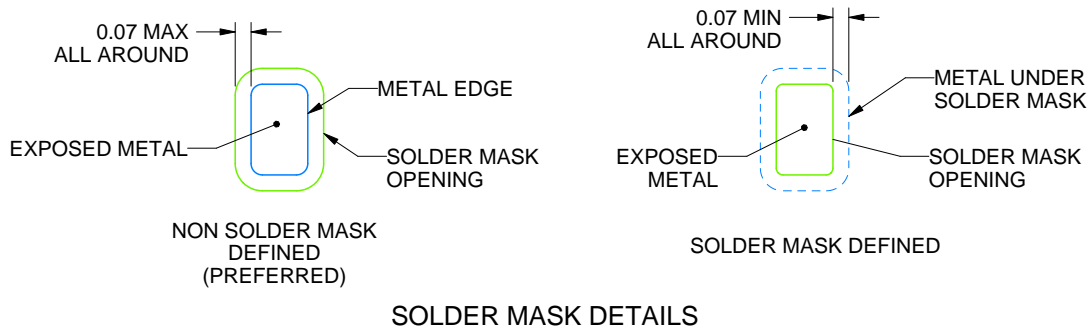 0.07 MAX
ALL AROUND
METAL EDGE
EXPOSED METAL
SOLDER MASK
OPENING
NON SOLDER MASK
DEFINED
(PREFERRED)
0.07 MIN
ALL AROUND
METAL UNDER
SOLDER MASK
EXPOSED
METAL
SOLDER MASK
OPENING
SOLDER MASK DEFINED
SOLDER MASK DETAILS